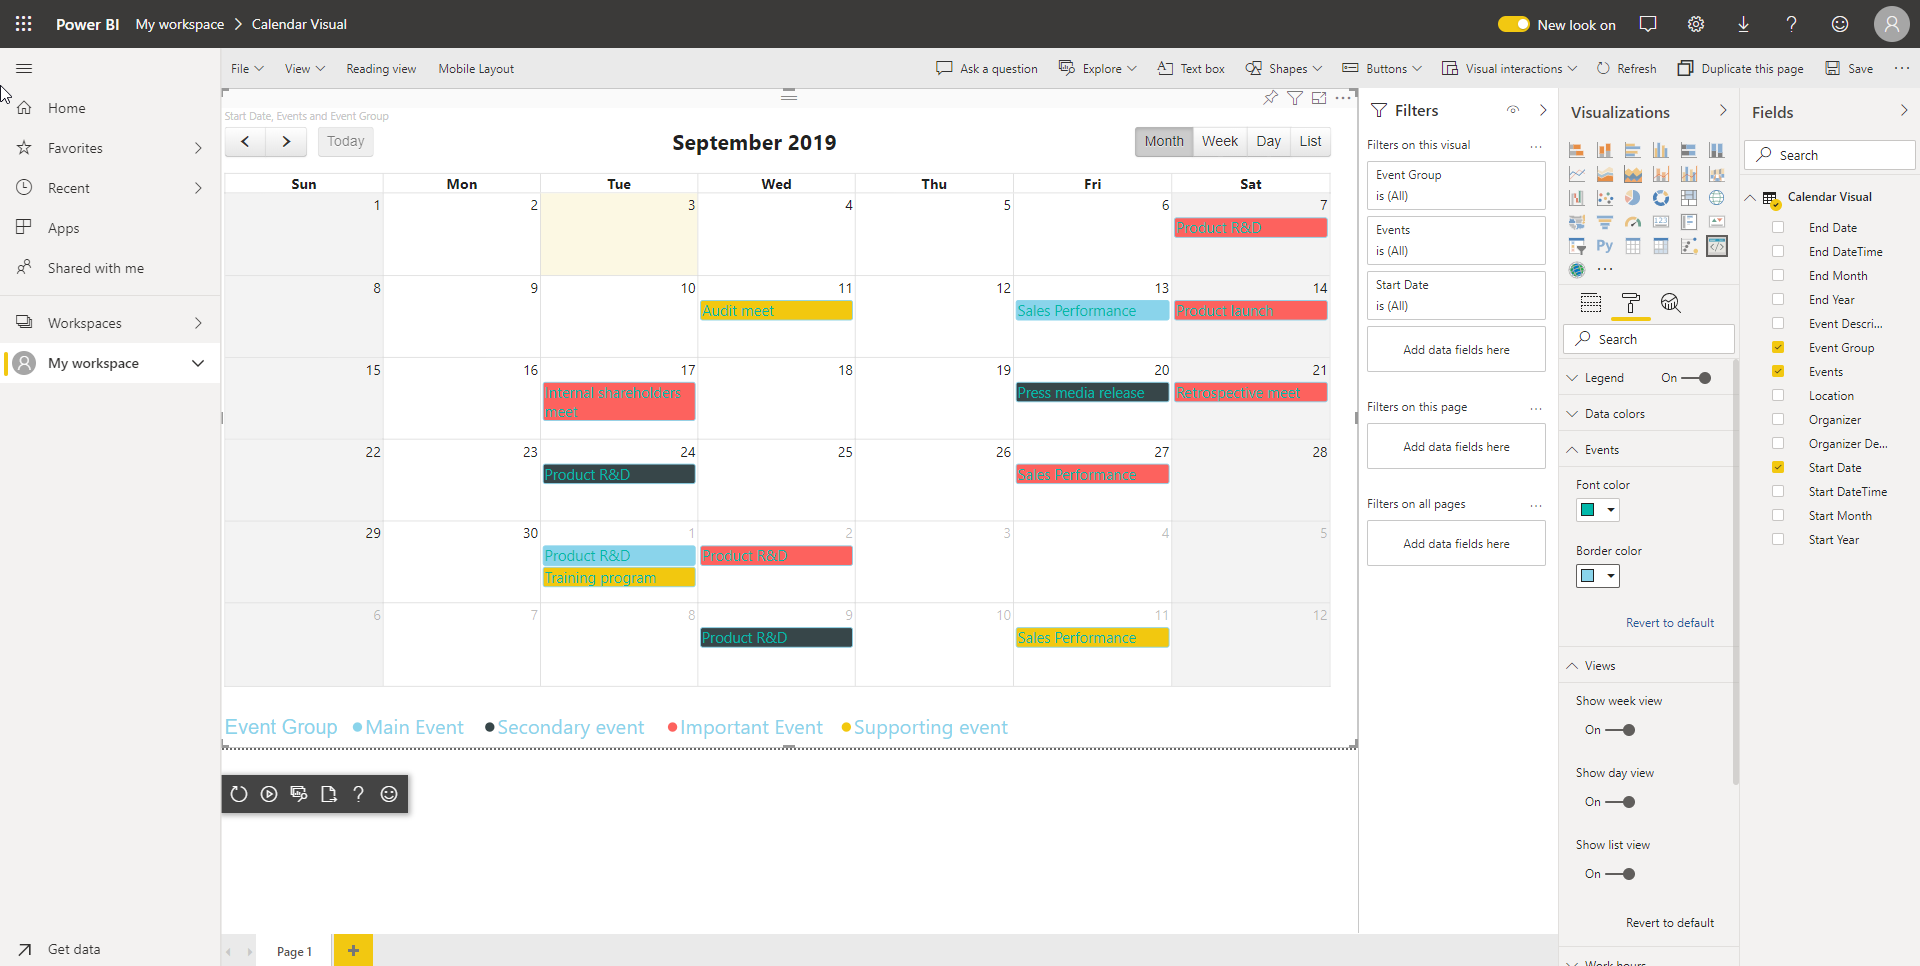 Power BI My workspace Calendar Visual
New look on
File View Reading view Mobile Layout
Ask a question Explore Text box Shapes Buttons Visual interactions Refresh Duplicate this page Save
Home
Favorites
Recent
Apps
Shared with me
Workspaces
My workspace
Get data
Start Date, Events and Event Group
Today
September 2019
Month Week Day List
Sun Mon Tue Wed Thu Fri Sat
1 2 3 4 5 6 7
Product R&D
8 9 10 11 12 13 14
Audit meet Sales Performance Product launch
15 16 17 18 19 20 21
Internal shareholders Press media release Retrospective meet
meet
22 23 24 25 26 27 28
Product R&D Sales Performance
29 30 1 2 3 4 5
Product R&D Product R&D
Training program
6 7 8 9 10 11 12
Product R&D Sales Performance
Event Group Main Event Secondary event Important Event Supporting event
Page 1
Filters
Filters on this visual
Event Group
is (All)
Events
is (All)
Start Date
is (All)
Add data fields here
Filters on this page
Add data fields here
Filters on all pages
Add data fields here
Visualizations
Py
Search
Legend On
Data colors
Events
Font color
Border color
Revert to default
Views
Show week view
On
Show day view
On
Show list view
On
Revert to default
Work hours
Fields
Search
Calendar Visual
End Date
End DateTime
End Month
End Year
Event Descri...
Event Group
Events
Location
Organizer
Organizer De...
Start Date
Start DateTime
Start Month
Start Year